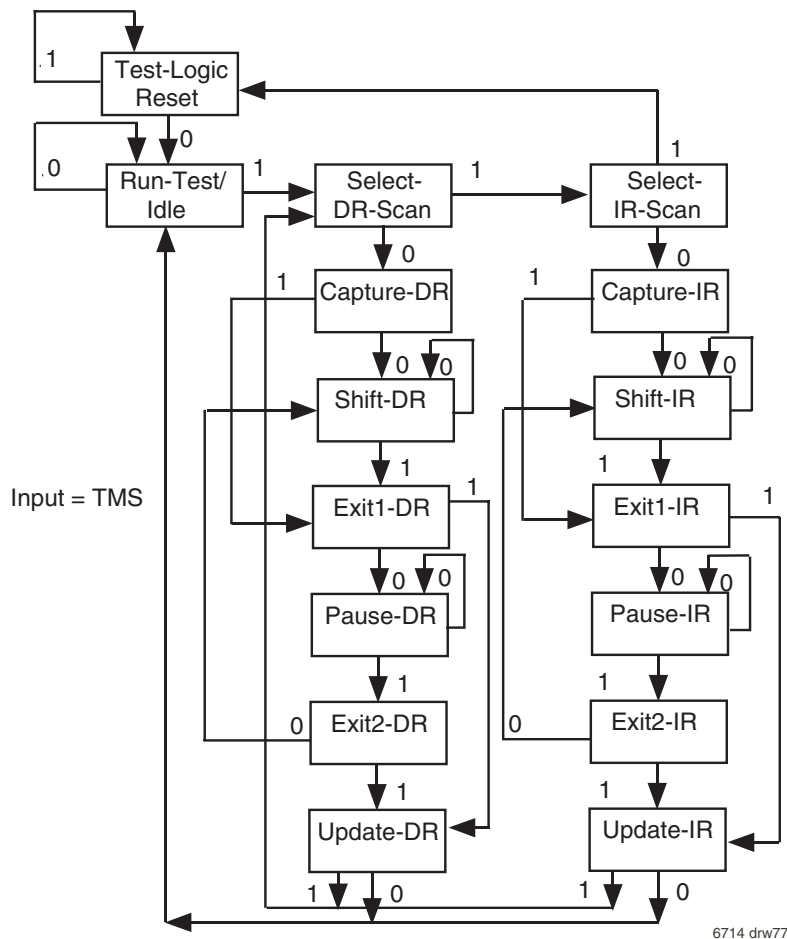 1
Test-Logic
Reset
0
1
0
Run-Test/
Idle
1
Select-
DR-Scan
1
Select-
IR-Scan
0
0
1
Capture-DR
1
Capture-IR
0
0
0
0
Shift-DR
Shift-IR
1
1
Input = TMS
Exit1-DR
1
Exit1-IR
1
0
0
0
0
Pause-DR
Pause-IR
1
1
0
Exit2-DR
0
Exit2-IR
1
1
Update-DR
Update-IR
1
0
1
0
6714 drw77